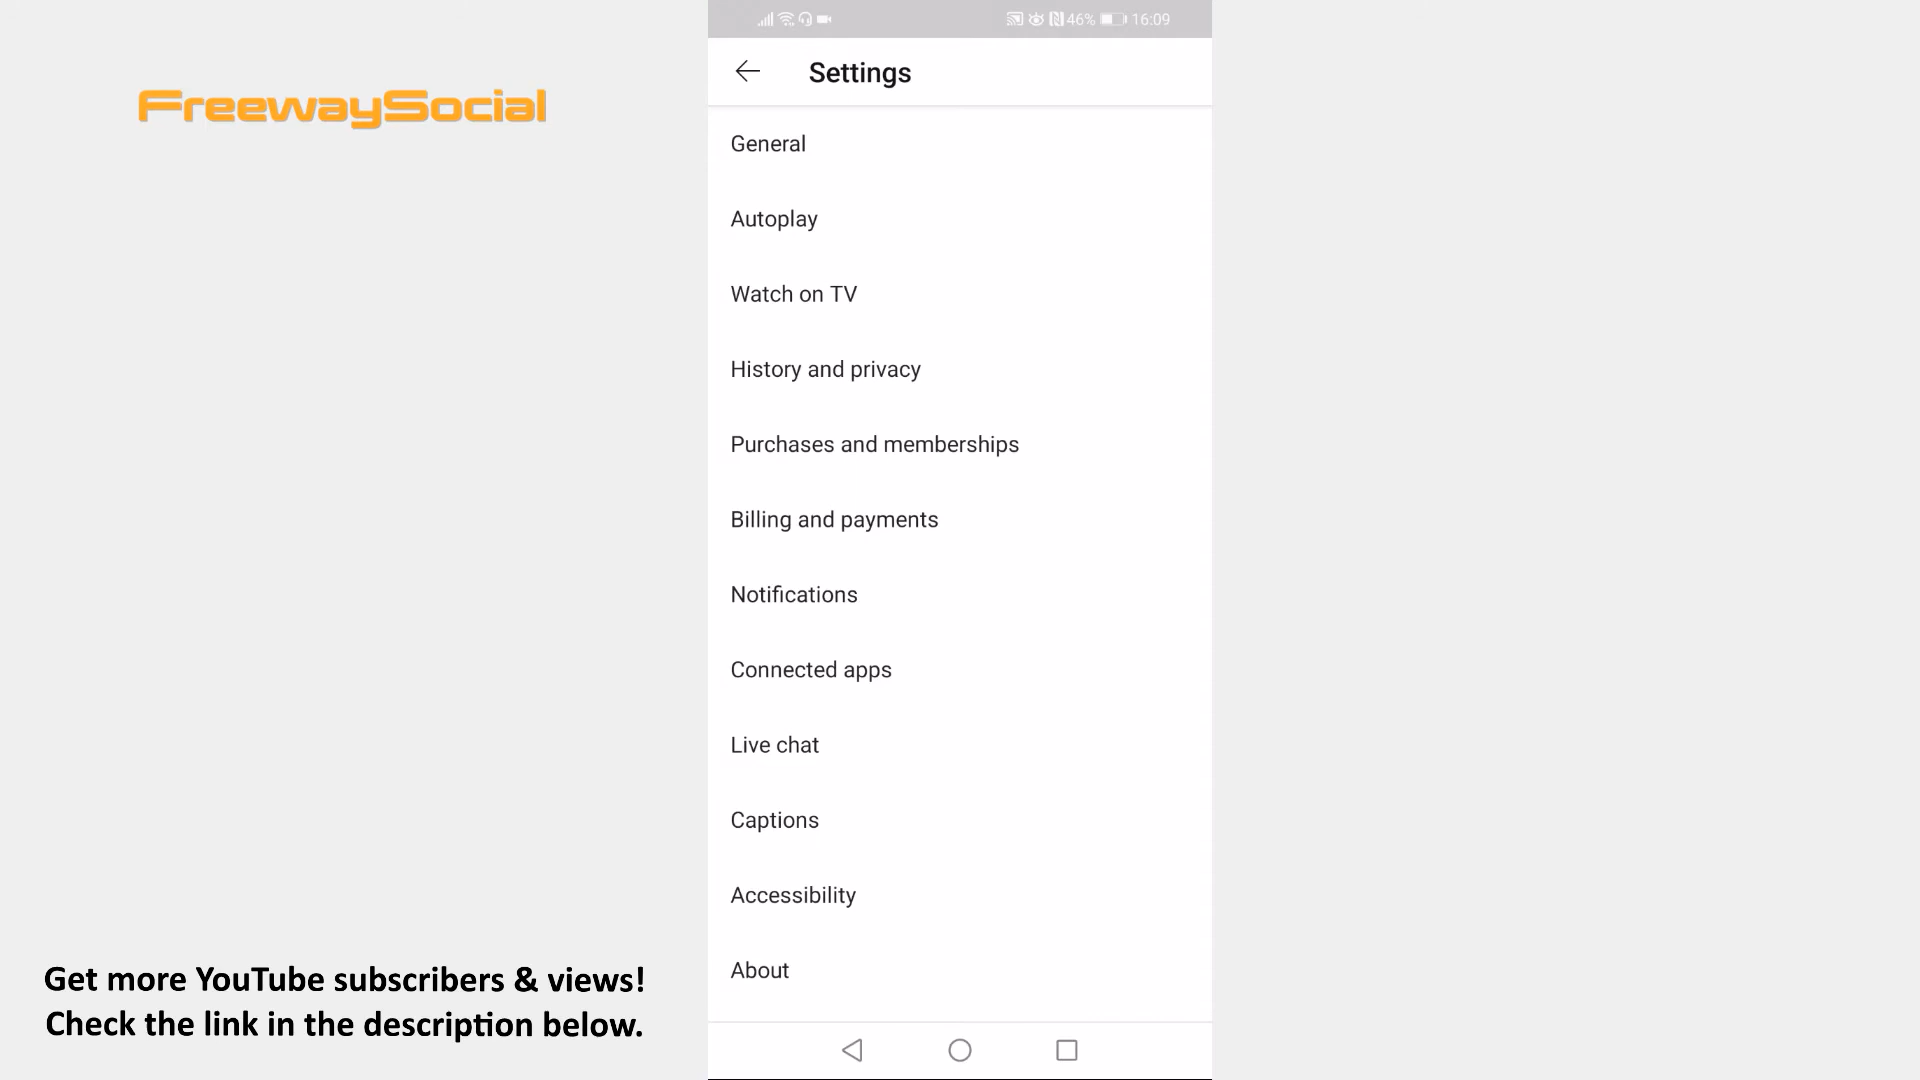 FreewaySocial
46% 16:09
Settings
General
Autoplay
Watch on TV
History and privacy
Purchases and memberships
Billing and payments
Notifications
Connected apps
Live chat
Captions
Accessibility
About
Get more YouTube subscribers & views!
Check the link in the description below.